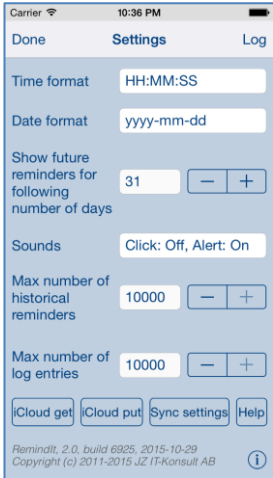 Carrier 10:36 PM
Done Settings Log
Time format HH:MM:SS
Date format yyyy-mm-dd
Show future
reminders for
following
number of days
31 − +
Sounds Click: Off, Alert: On
Max number of
historical
reminders
10000 − +
Max number of
log entries
10000 − +
iCloud get iCloud put Sync settings Help
RemindIt, 2.0, build 6925, 2015-10-29
Copyright (c) 2011-2015 JZ IT-Konsult AB
i